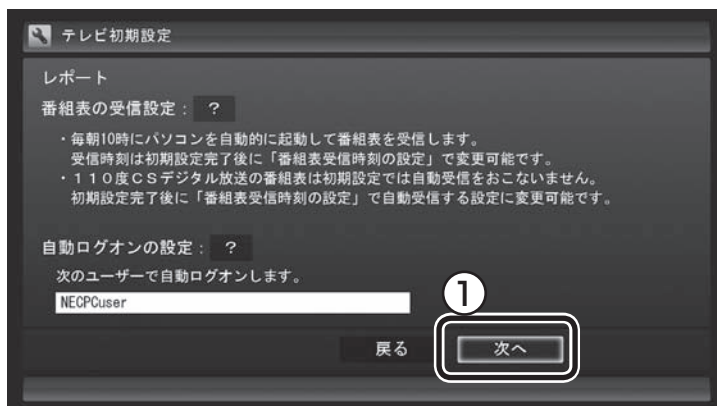 テレビ初期設定
レポート
番組表の受信設定: ?
・毎朝10時にパソコンを自動的に起動して番組表を受信します。
受信時刻は初期設定完了後に「番組表受信時刻の設定」で変更可能です。
・110度CSデジタル放送の番組表は初期設定では自動受信をおこないません。
初期設定完了後に「番組表受信時刻の設定」で自動受信する設定に変更可能です。
自動ログオンの設定: ?
次のユーザーで自動ログオンします。
NECPCuser
1
戻る 次へ